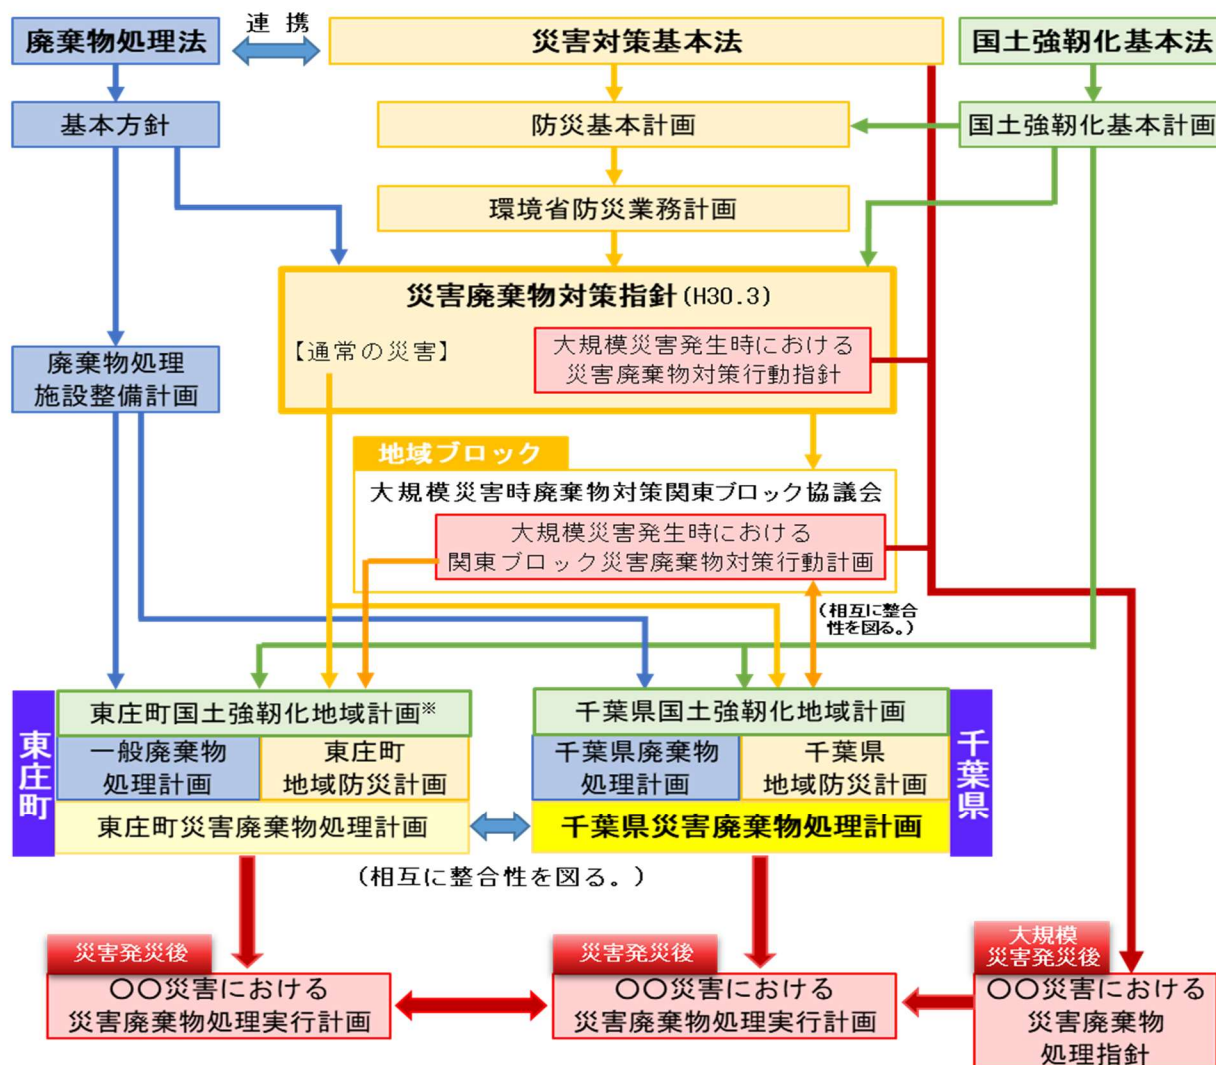 連 携
廃棄物処理法
災害対策基本法
国土強靭化基本法
基本方針
防災基本計画
国土強靭化基本計画
環境省防災業務計画
災害廃棄物対策指針(H30.3)
【通常の災害】
大規模災害発生時における
災害廃棄物対策行動指針
廃棄物処理
施設整備計画
地域ブロック
大規模災害時廃棄物対策関東ブロック協議会
大規模災害発生時における
関東ブロック災害廃棄物対策行動計画
(相互に整合
性を図る。)
東庄町
東庄町国土強靭化地域計画※
一般廃棄物
処理計画
東庄町
地域防災計画
東庄町災害廃棄物処理計画
千葉県国土強靭化地域計画
千葉県廃棄物
処理計画
千葉県
地域防災計画
千葉県災害廃棄物処理計画
千葉県
(相互に整合性を図る。)
災害発災後
〇〇災害における
災害廃棄物処理実行計画
災害発災後
〇〇災害における
災害廃棄物処理実行計画
大規模
災害発災後
〇〇災害における
災害廃棄物
処理指針